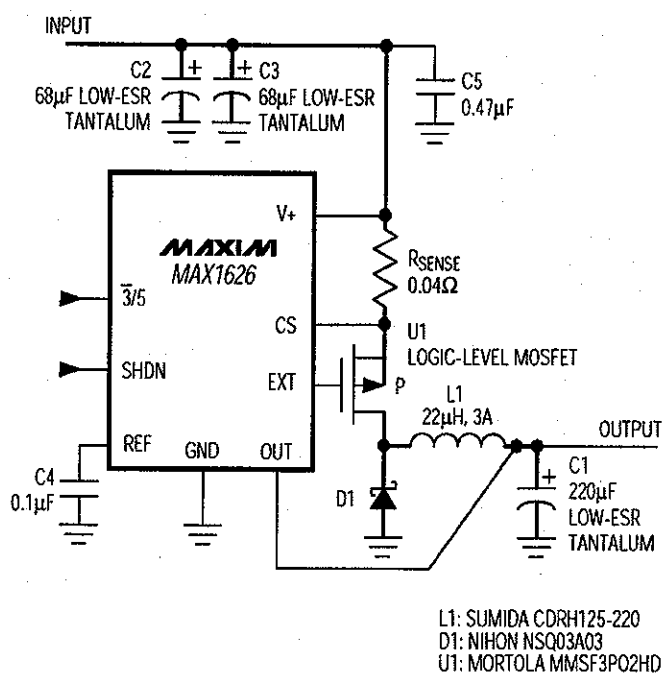 INPUT
C2
68µF LOW-ESR
TANTALUM
+
C3
68µF LOW-ESR
TANTALUM
+
C5
0.47µF
V+
MAXIM
MAX1626
RSENSE
0.04Ω
3/5
CS
U1
LOGIC-LEVEL MOSFET
SHDN
EXT
P
L1
22µH, 3A
OUTPUT
REF
GND
OUT
C4
0.1µF
D1
+
C1
220µF
LOW-ESR
TANTALUM
L1: SUMIDA CDRH125-220
D1: NIHON NSQ03A03
U1: MORTOLA MMSF3PO2HD